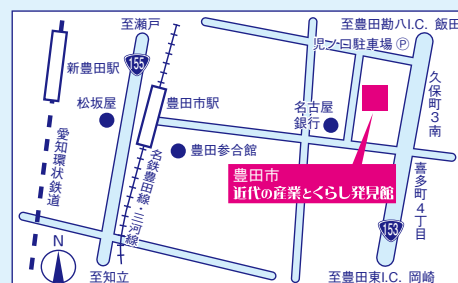 至瀬戸
至豊田勘八I.C. 飯田
児ノ口駐車場 Ⓟ
新豊田駅
155
松坂屋
豊田市駅
名古屋
銀行
久保町3南
豊田参合館
愛知環状鉄道
名鉄豊田線・三河線
豊田市
近代の産業とくらし発見館
喜多町4丁目
153
N
至知立
至豊田東I.C. 岡崎